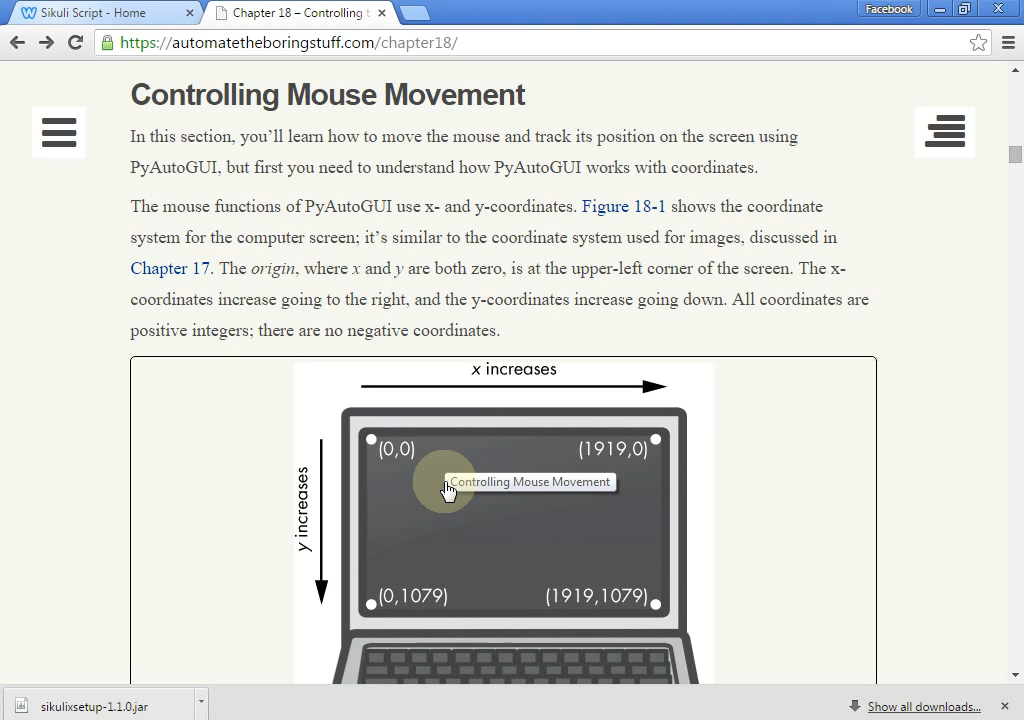 Sikuli Script - Home
Chapter 18 – Controlling t
Facebook
https://automatetheboringstuff.com/chapter18/
Controlling Mouse Movement
In this section, you’ll learn how to move the mouse and track its position on the screen using
PyAutoGUI, but first you need to understand how PyAutoGUI works with coordinates.
The mouse functions of PyAutoGUI use x- and y-coordinates. Figure 18-1 shows the coordinate
system for the computer screen; it’s similar to the coordinate system used for images, discussed in
Chapter 17. The origin, where x and y are both zero, is at the upper-left corner of the screen. The x-
coordinates increase going to the right, and the y-coordinates increase going down. All coordinates are
positive integers; there are no negative coordinates.
x increases
y increases
(0,0)
(1919,0)
Controlling Mouse Movement
(0,1079)
(1919,1079)
sikulixsetup-1.1.0.jar
Show all downloads...